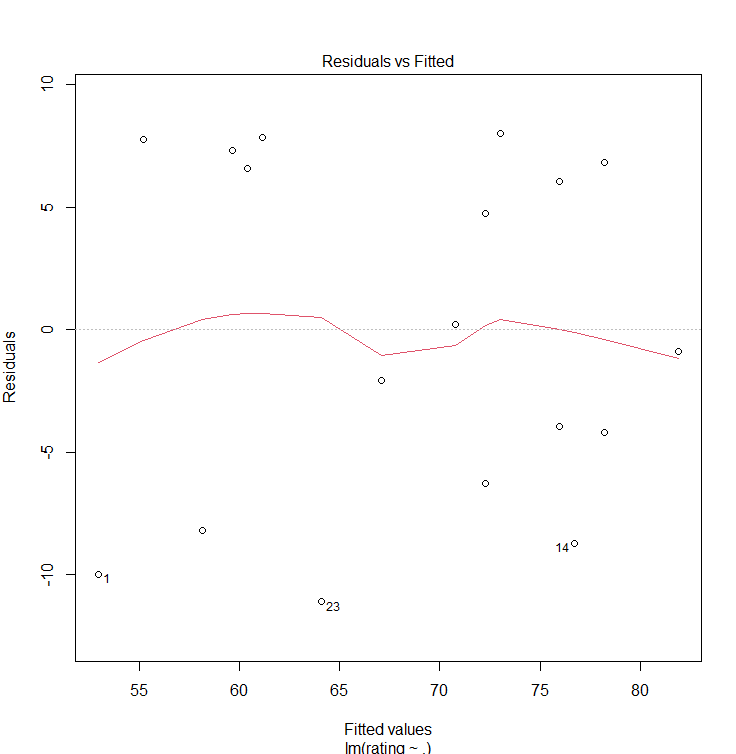 Residuals vs Fitted
10
5
0
-5
-10
Residuals
1
23
14
55 60 65 70 75 80
Fitted values
lm(rating ~ .)